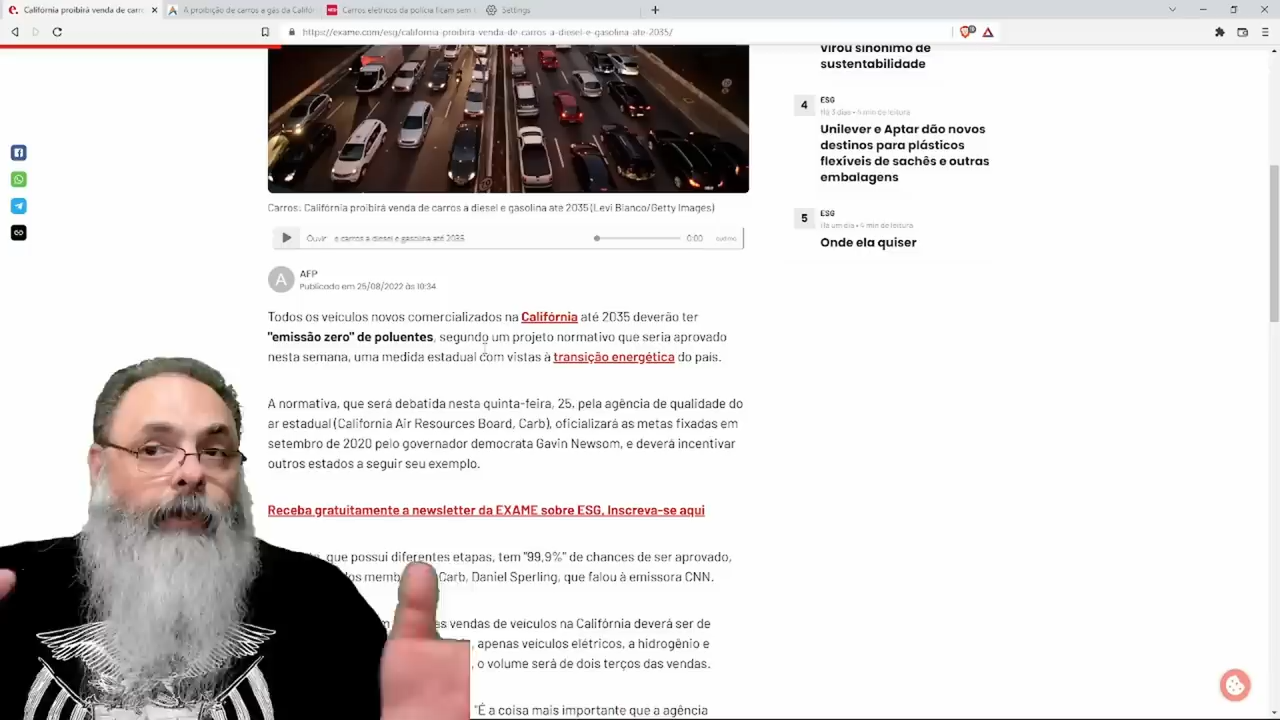 Califórnia proibirá venda de carr
A proibição de carros a gás da Califór
Carros elétricos da polícia ficam sem
Settings
https://exame.com/esg/california-proibira-venda-de-carros-a-diesel-e-gasolina-ate-2035/
virou sinônimo de
sustentabilidade
4
ESG
Há 3 dias • 4 min de leitura
Unilever e Aptar dão novos
destinos para plásticos
flexíveis de sachês e outras
embalagens
5
ESG
Há um dia • 4 min de leitura
Onde ela quiser
Carros: Califórnia proibirá venda de carros a diesel e gasolina até 2035 (Levi Bianco/Getty Images)
Ouvir
e carros a diesel e gasolina até 2035
0:00
A
AFP
Publicado em 25/08/2022 às 10:34
Todos os veículos novos comercializados na Califórnia até 2035 deverão ter
"emissão zero" de poluentes, segundo um projeto normativo que seria aprovado
nesta semana, uma medida estadual com vistas à transição energética do país.
A normativa, que será debatida nesta quinta-feira, 25, pela agência de qualidade do
ar estadual (California Air Resources Board, Carb), oficializará as metas fixadas em
setembro de 2020 pelo governador democrata Gavin Newsom, e deverá incentivar
outros estados a seguir seu exemplo.
Receba gratuitamente a newsletter da EXAME sobre ESG. Inscreva-se aqui
que possui diferentes etapas, tem "99,9%" de chances de ser aprovado,
Carb, Daniel Sperling, que falou à emissora CNN.
vendas de veículos na Califórnia deverá ser de
, apenas veículos elétricos, a hidrogênio e
, o volume será de dois terços das vendas.
"É a coisa mais importante que a agência